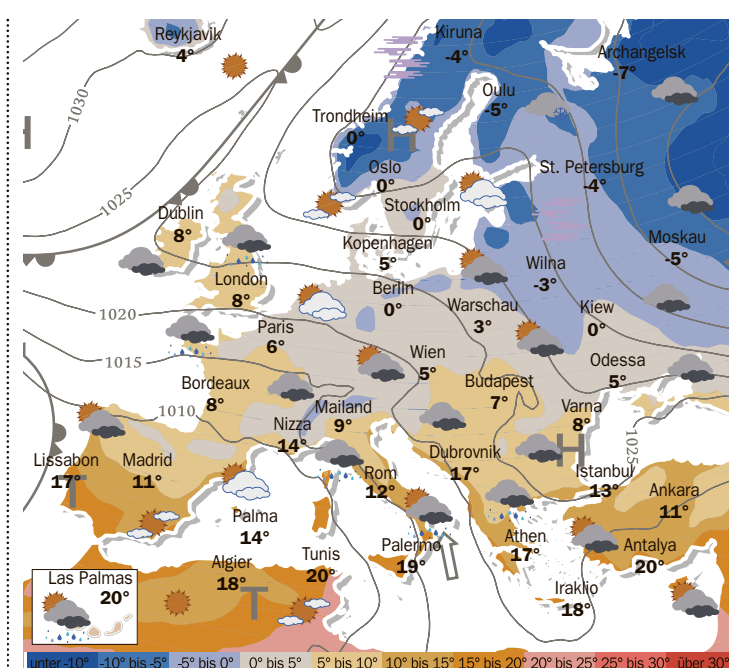 Reykjavik
4°
Kiruna
-4°
Archangelsk
-7°
1030
Oulu
-5°
Trondheim
0°
H
H
Oslo
0°
St. Petersburg
-4°
1025
Stockholm
0°
Dublin
8°
Moskau
-5°
Kopenhagen
5°
Wilna
-3°
London
8°
Berlin
0°
Warschau
3°
Kiew
0°
1020
Paris
6°
Wien
5°
Odessa
5°
1015
Bordeaux
8°
Budapest
7°
1010
Mailand
9°
Varna
8°
Nizza
14°
H
1025
Lissabon
17°
T
Madrid
11°
Rom
12°
Dubrovnik
17°
Istanbul
13°
Ankara
11°
Palma
14°
Palermo
19°
Athen
17°
Antalya
20°
Algier
18°
T
Tunis
20°
Iraklio
18°
Las Palmas
20°
unter -10° -10° bis -5° -5° bis 0° 0° bis 5° 5° bis 10° 10° bis 15° 15° bis 20° 20° bis 25° 25° bis 30° über 30°